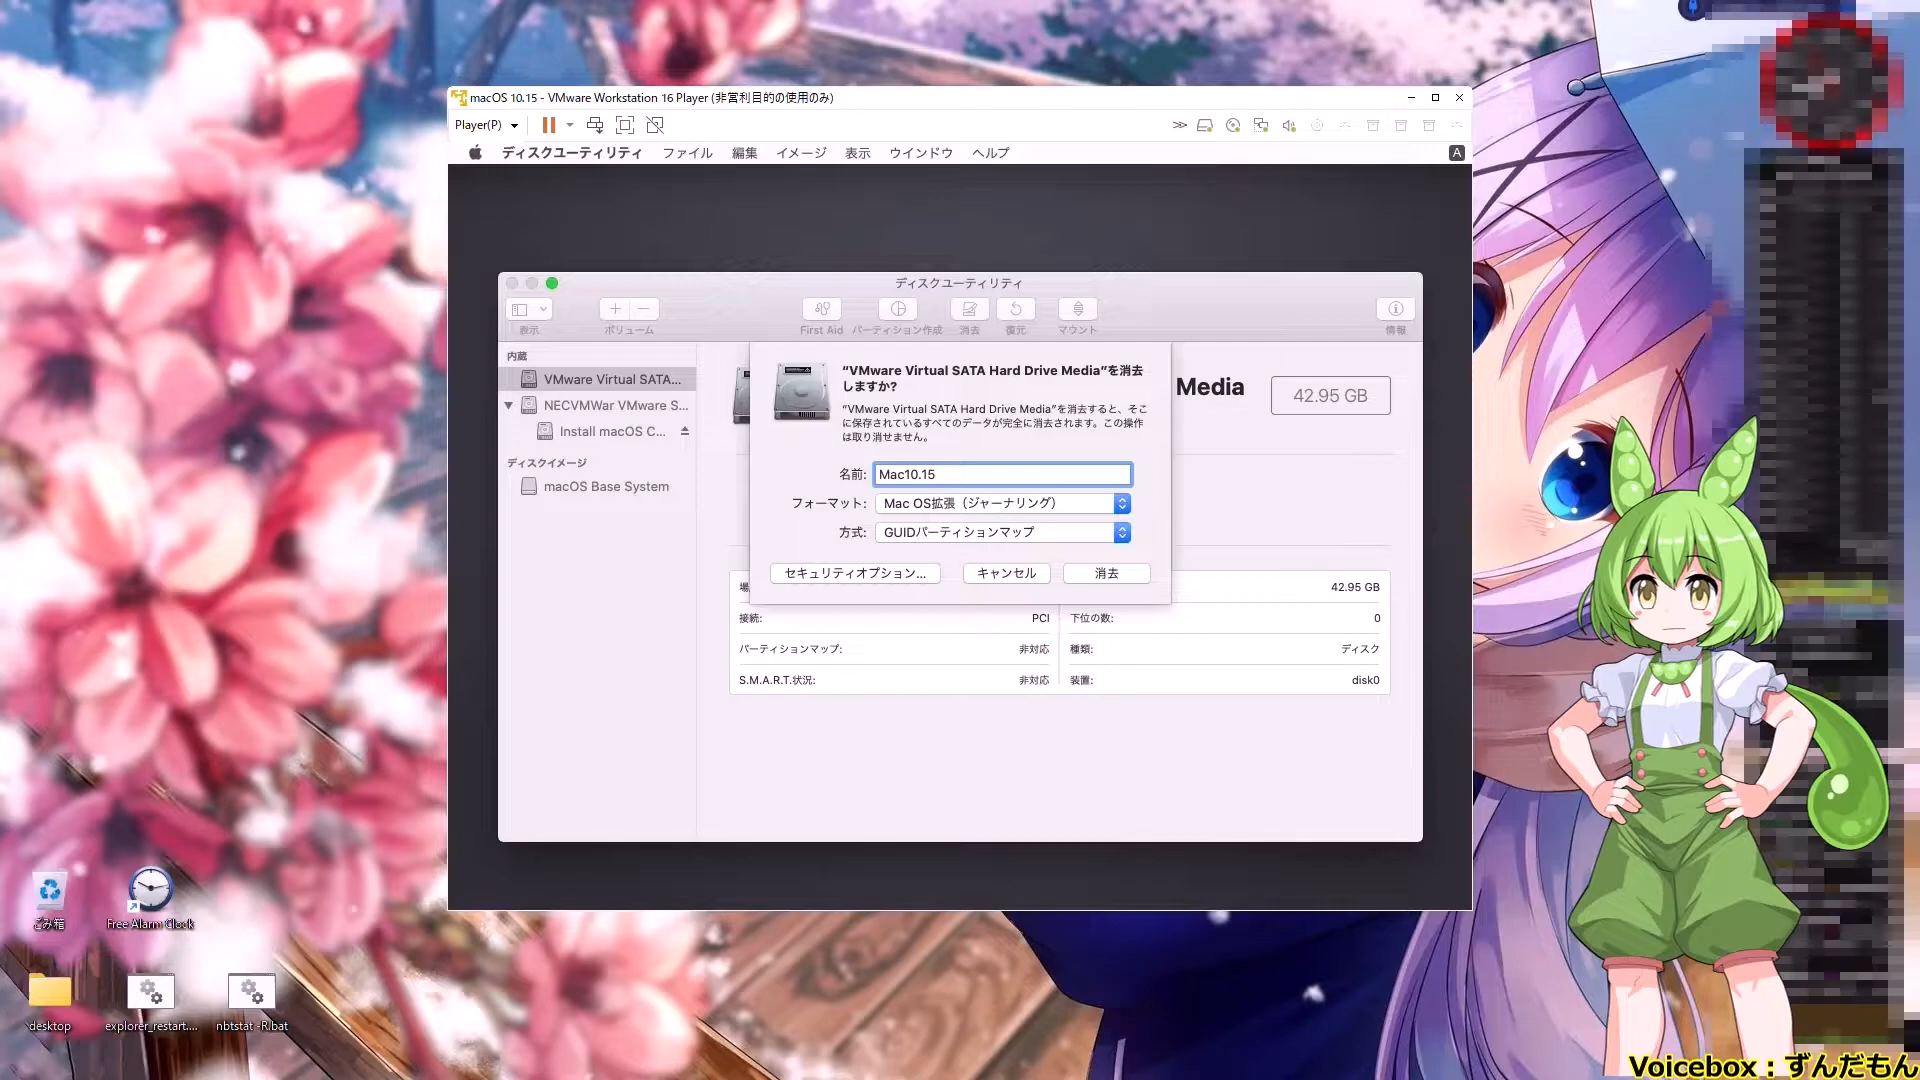 macOS 10.15 - VMware Workstation 16 Player (非営利目的の使用のみ)
Player(P)
ディスクユーティリティ ファイル 編集 イメージ 表示 ウインドウ ヘルプ
A
ディスクユーティリティ
表示 ボリューム First Aid パーティション作成 消去 復元 マウント 情報
内蔵
VMware Virtual SATA...
NECVMWar VMware S...
Install macOS C...
ディスクイメージ
macOS Base System
“VMware Virtual SATA Hard Drive Media”を消去
しますか?
“VMware Virtual SATA Hard Drive Media”を消去すると、そこ
に保存されているすべてのデータが完全に消去されます。この操作
は取り消せません。
名前: Mac10.15
フォーマット: Mac OS拡張（ジャーナリング）
方式: GUIDパーティションマップ
セキュリティオプション... キャンセル 消去
Media 42.95 GB
場
42.95 GB
接続: PCI 下位の数: 0
パーティションマップ: 非対応 種類: ディスク
S.M.A.R.T.状況: 非対応 装置: disk0
ごみ箱
Free Alarm Clock
desktop
explorer_restart....
nbtstat -R.bat
Voicebox：ずんだもん